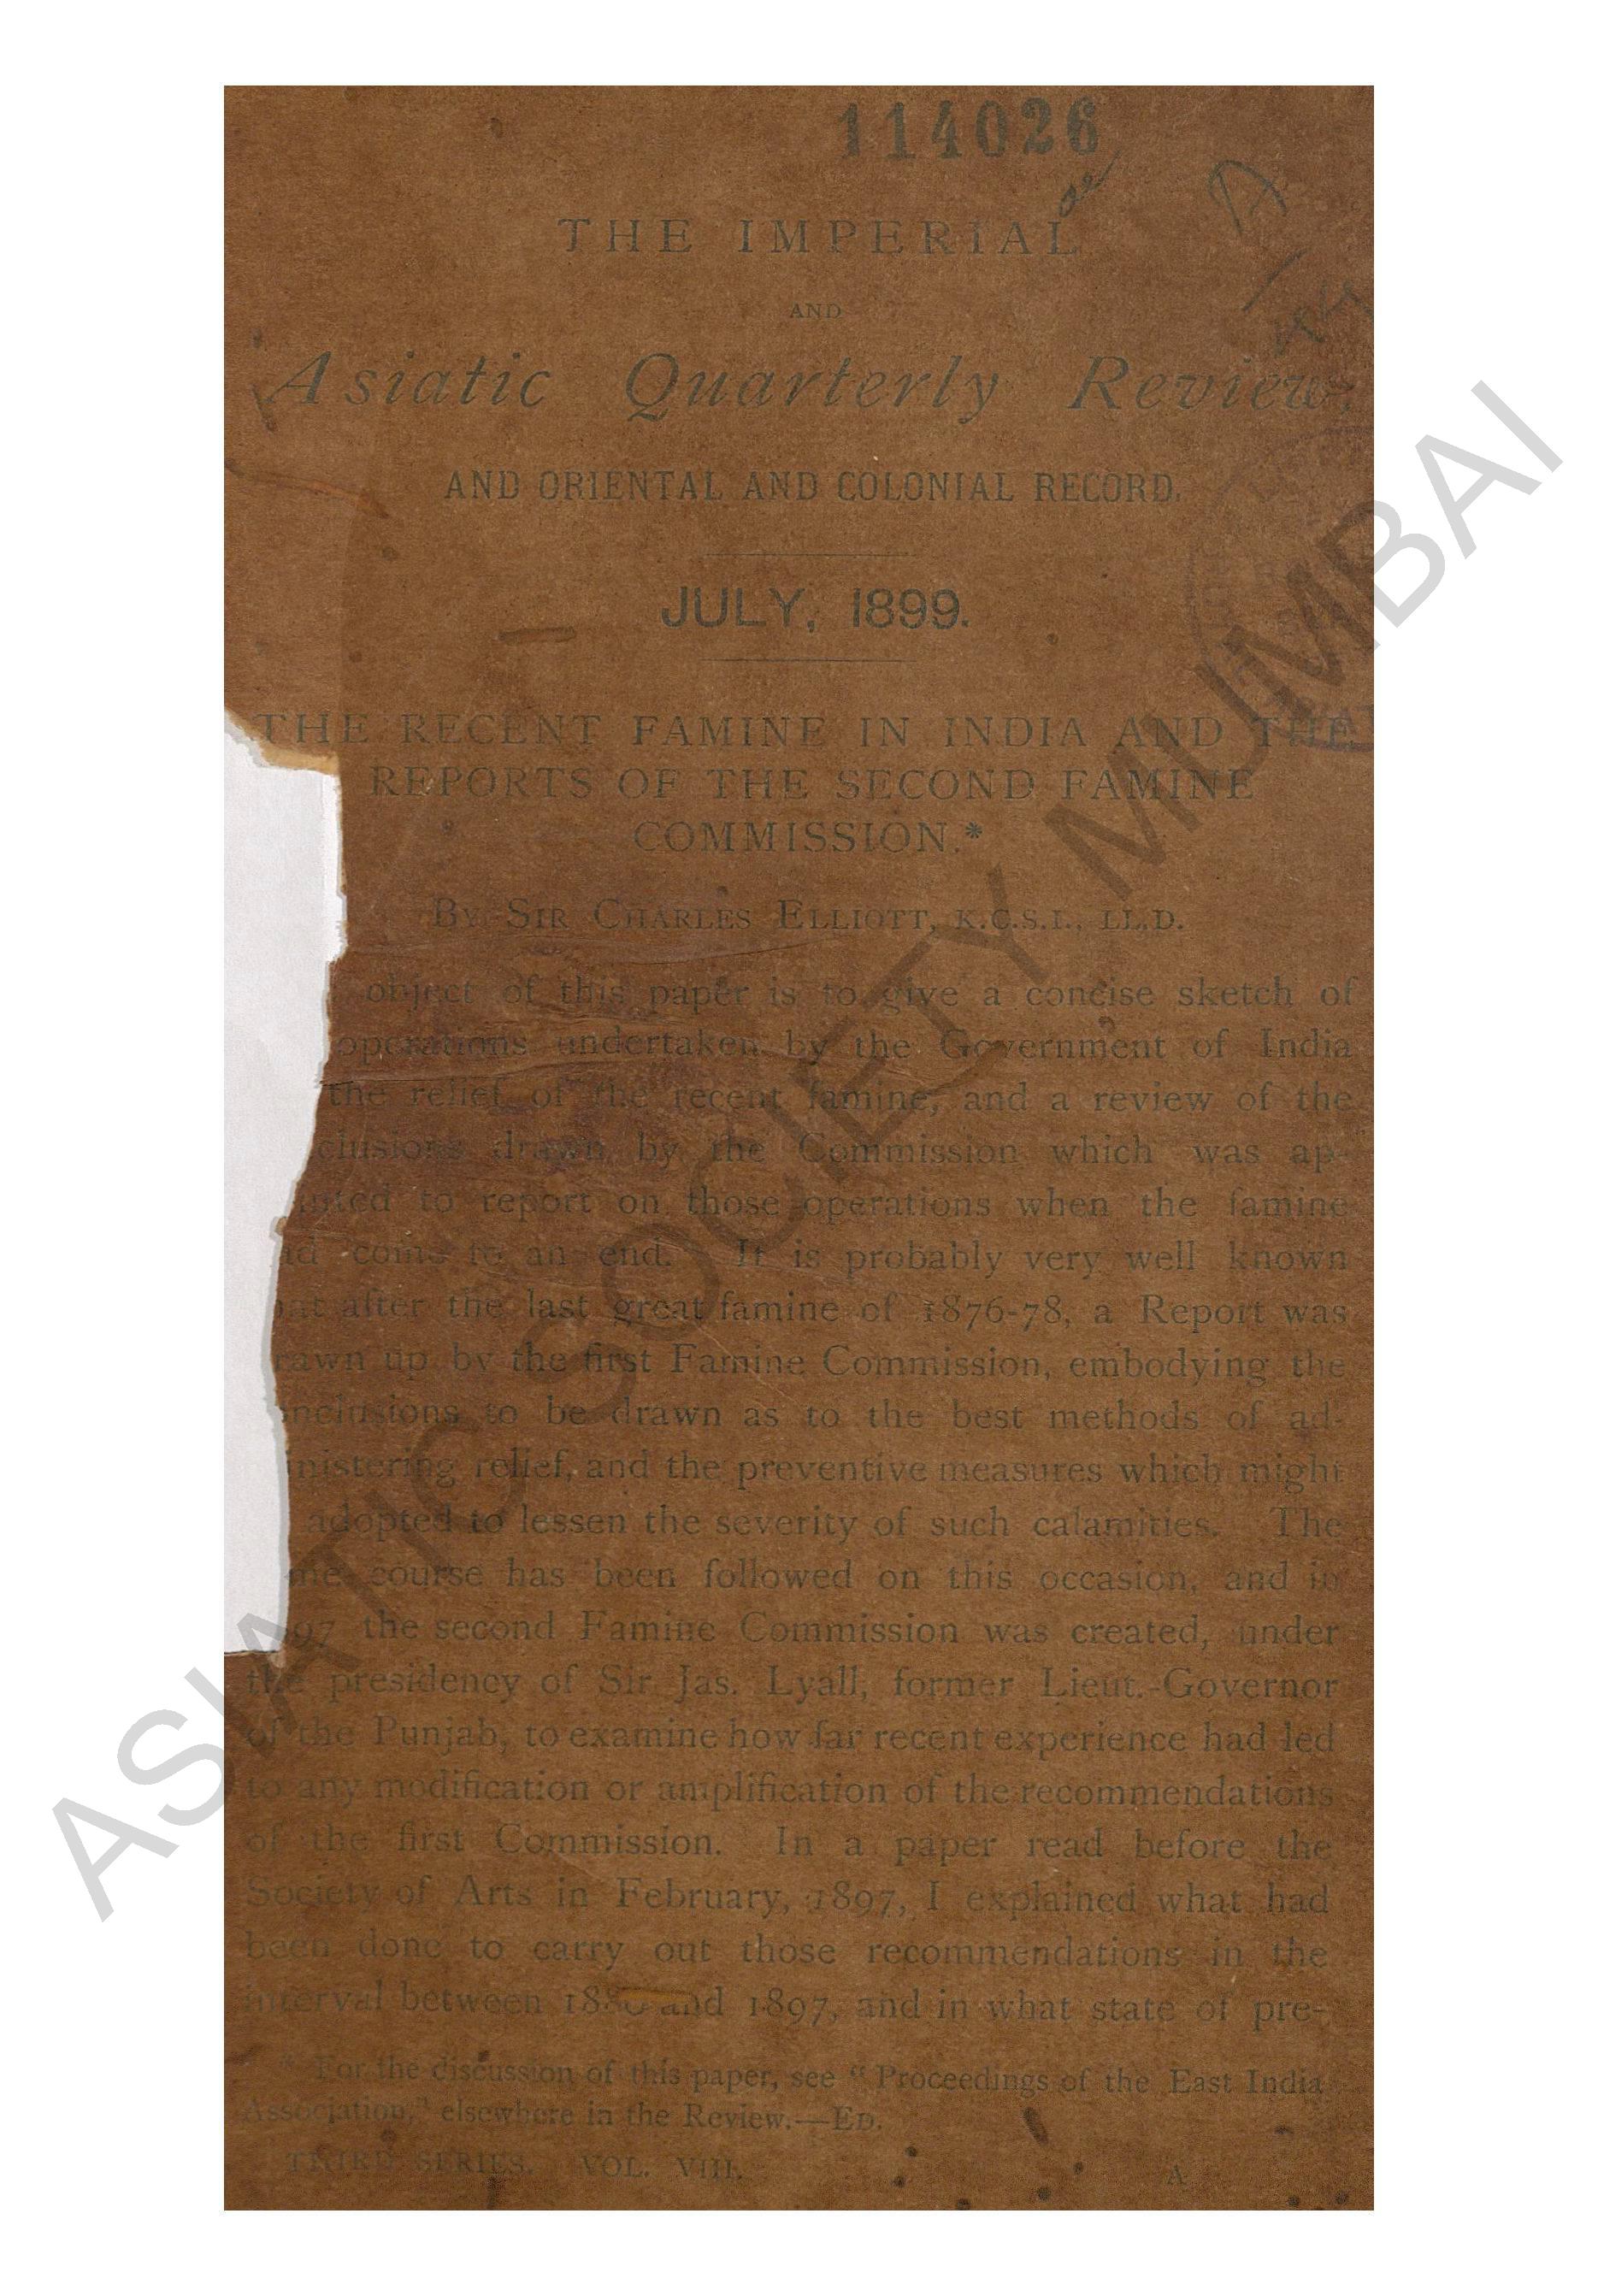 114026
THE IMPERIAL
AND
Asiatic Quarterly Review,
AND ORIENTAL AND COLONIAL RECORD.
JULY, 1899.
THE RECENT FAMINE IN INDIA AND THE
REPORTS OF THE SECOND FAMINE
COMMISSION.*
BY SIR CHARLES ELLIOTT, K.C.S.I., LL.D.
object of this paper is to give a concise sketch of
operations undertaken by the Government of India
the relief of the recent famine, and a review of the
clusions drawn by the Commission which was ap-
nted to report on those operations when the famine
ad come to an end. It is probably very well known
hat after the last great famine of 1876-78, a Report was
rawn up by the first Famine Commission, embodying the
onclusions to be drawn as to the best methods of ad-
inistering relief, and the preventive measures which might
adopted to lessen the severity of such calamities. The
me course has been followed on this occasion, and in
97 the second Famine Commission was created, under
the presidency of Sir Jas. Lyall, former Lieut.-Governor
of the Punjab, to examine how far recent experience had led
to any modification or amplification of the recommendations
of the first Commission. In a paper read before the
Society of Arts in February, 1897, I explained what had
been done to carry out those recommendations in the
interval between 1880 and 1897, and in what state of pre-
* For the discussion of this paper, see "Proceedings of the East India
Association," elsewhere in the Review.—ED.
THIRD SERIES. VOL. VIII. A
ASIATIC SOCIETY MUMBAI